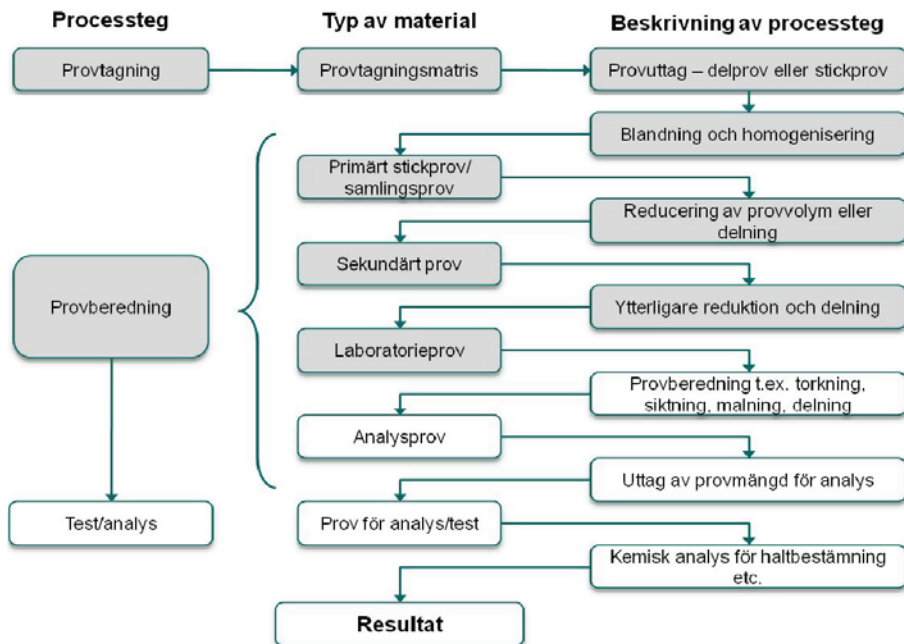 Processteg
Typ av material
Beskrivning av processteg
Provtagning
Provtagningsmatris
Provuttag – delprov eller stickprov
Blandning och homogenisering
Primärt stickprov/
samlingsprov
Reducering av provvolym eller
delning
Sekundärt prov
Provberedning
Ytterligare reduktion och delning
Laboratorieprov
Provberedning t.ex. torkning,
siktning, malning, delning
Analysprov
Uttag av provmängd för analys
Test/analys
Prov för analys/test
Kemisk analys för haltbestämning
etc.
Resultat